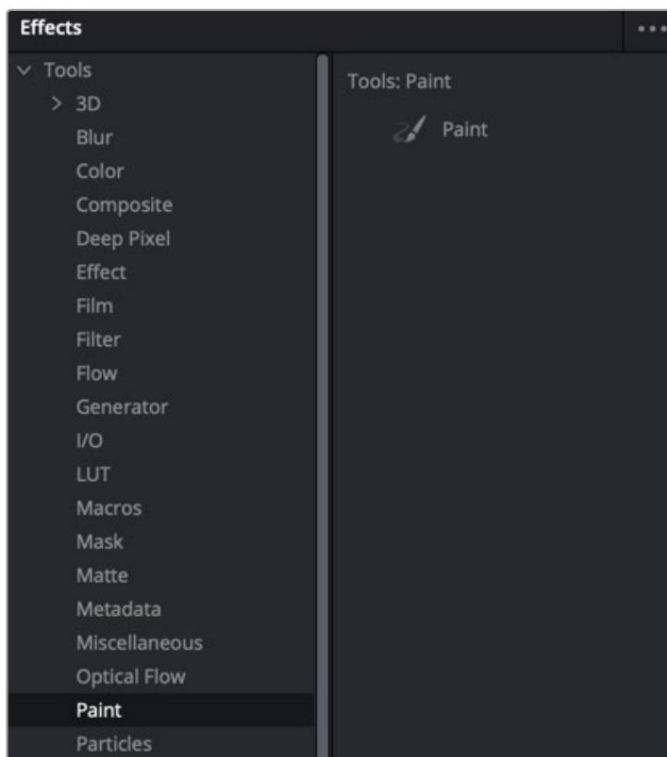 Effects
Tools
3D
Blur
Color
Composite
Deep Pixel
Effect
Film
Filter
Flow
Generator
I/O
LUT
Macros
Mask
Matte
Metadata
Miscellaneous
Optical Flow
Paint
Particles
Tools: Paint
Paint